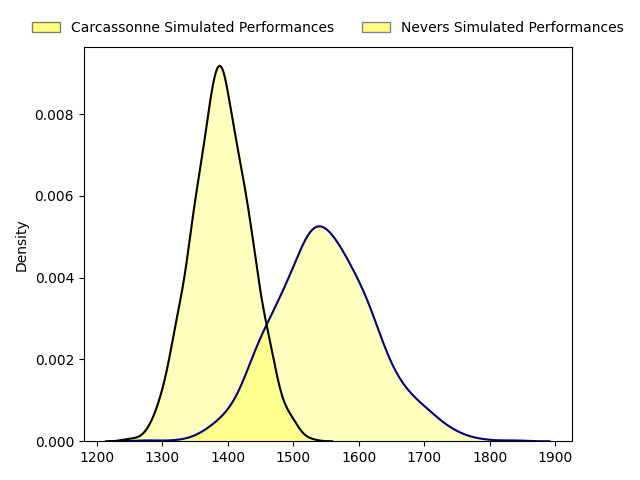 Carcassonne Simulated Performances
Nevers Simulated Performances
Density
0.008
0.006
0.004
0.002
0.000
1200 1300 1400 1500 1600 1700 1800 1900